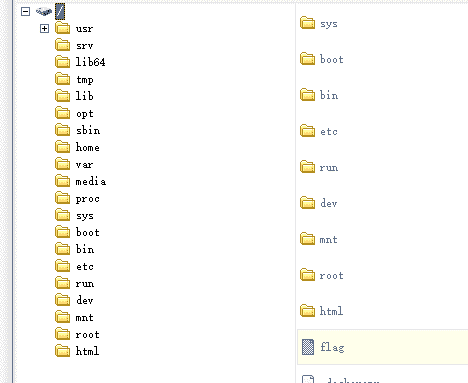 /
usr
srv
lib64
tmp
lib
opt
sbin
home
var
media
proc
sys
boot
bin
etc
run
dev
mnt
root
html
sys
boot
bin
etc
run
dev
mnt
root
html
flag